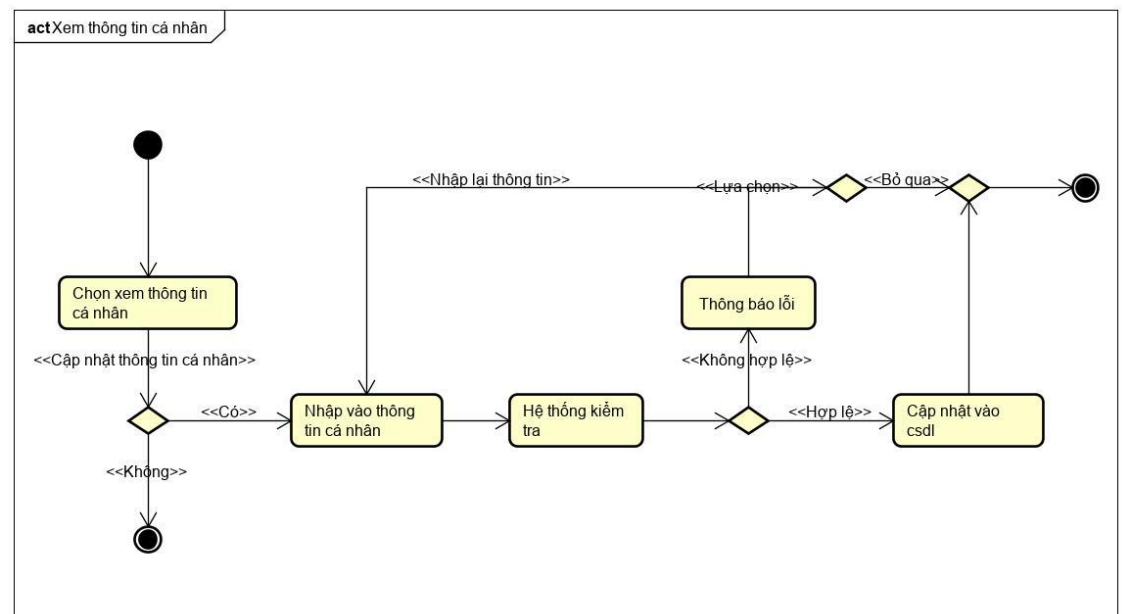 act Xem thông tin cá nhân
<<Nhập lại thông tin>>
<<Lựa chọn>>
<<Bỏ qua>>
Chọn xem thông tin
cá nhân
Thông báo lỗi
<<Cập nhật thông tin cá nhân>>
<<Không hợp lệ>>
<<Có>>
Nhập vào thông
tin cá nhân
Hệ thống kiểm
tra
<<Hợp lệ>>
Cập nhật vào
csdl
<<Không>>